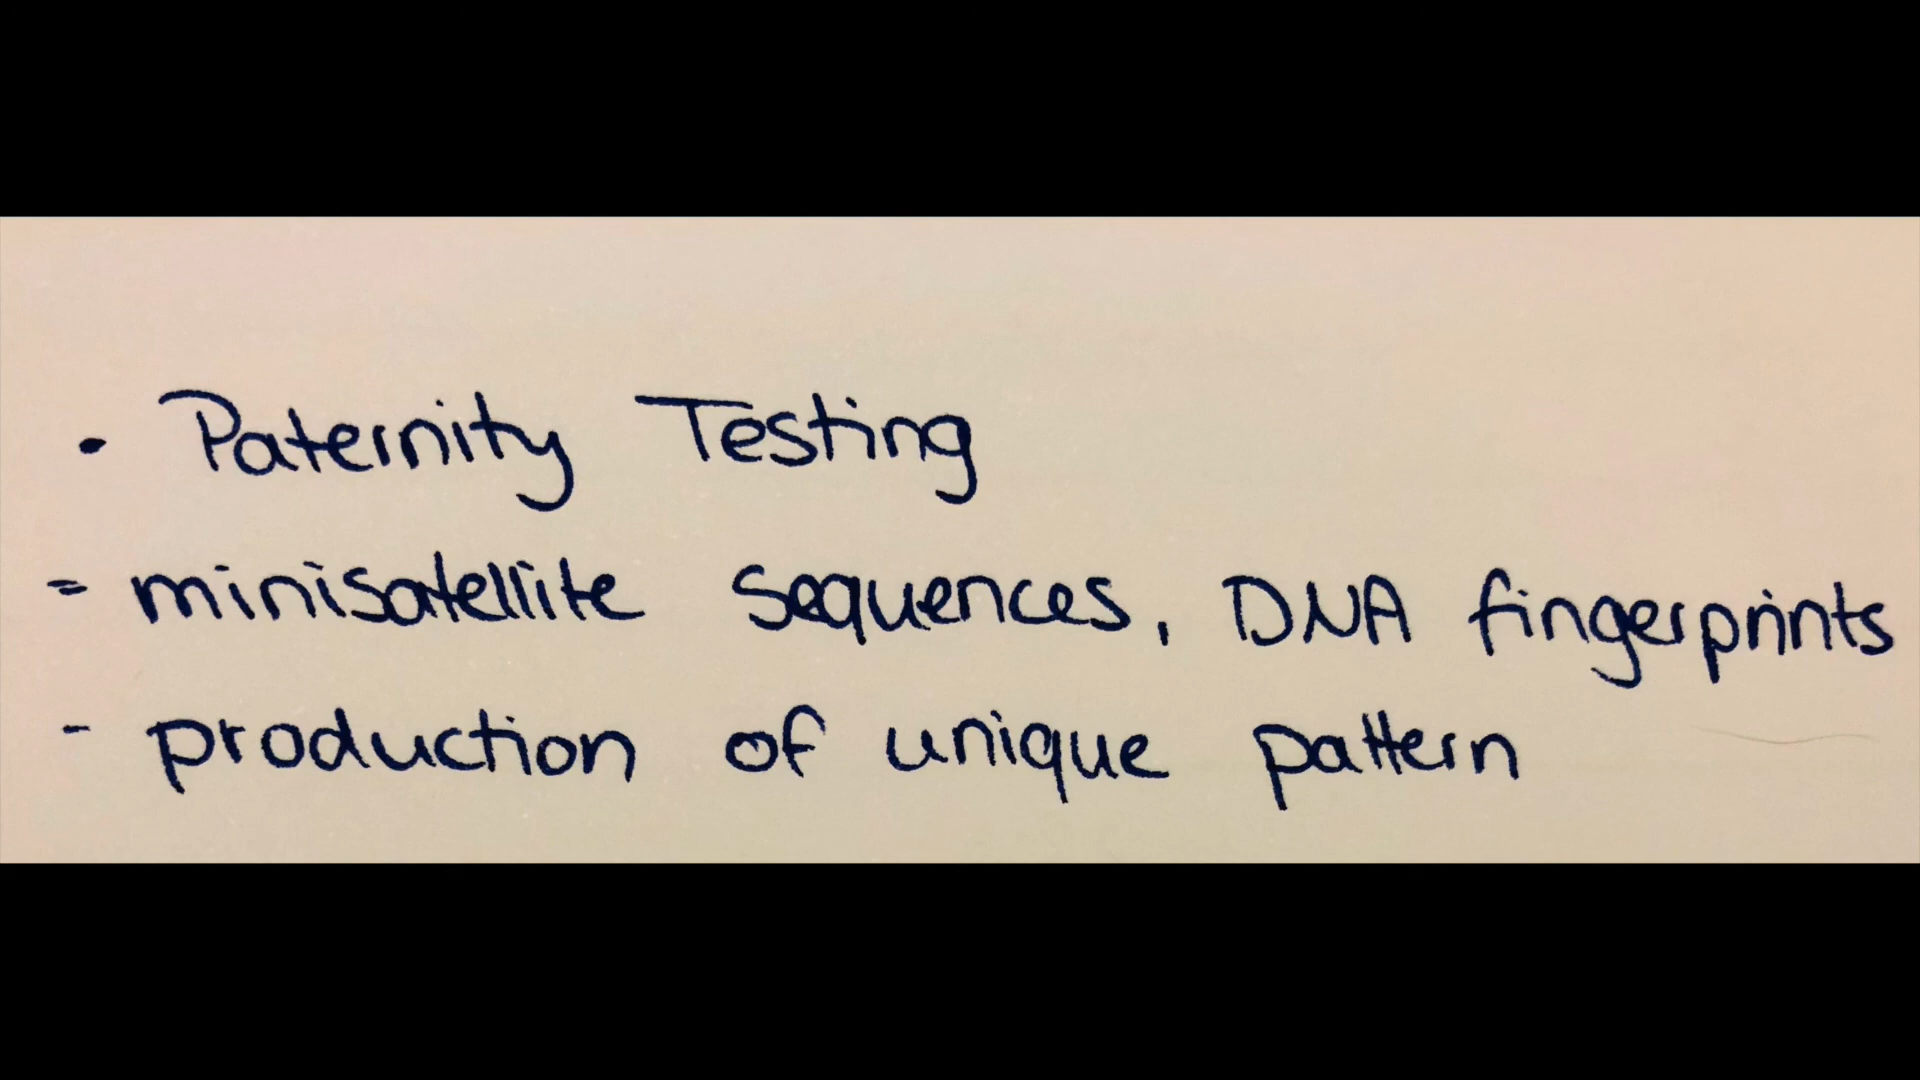 • Paternity Testing
= minisatellite sequences, DNA fingerprints
- production of unique pattern